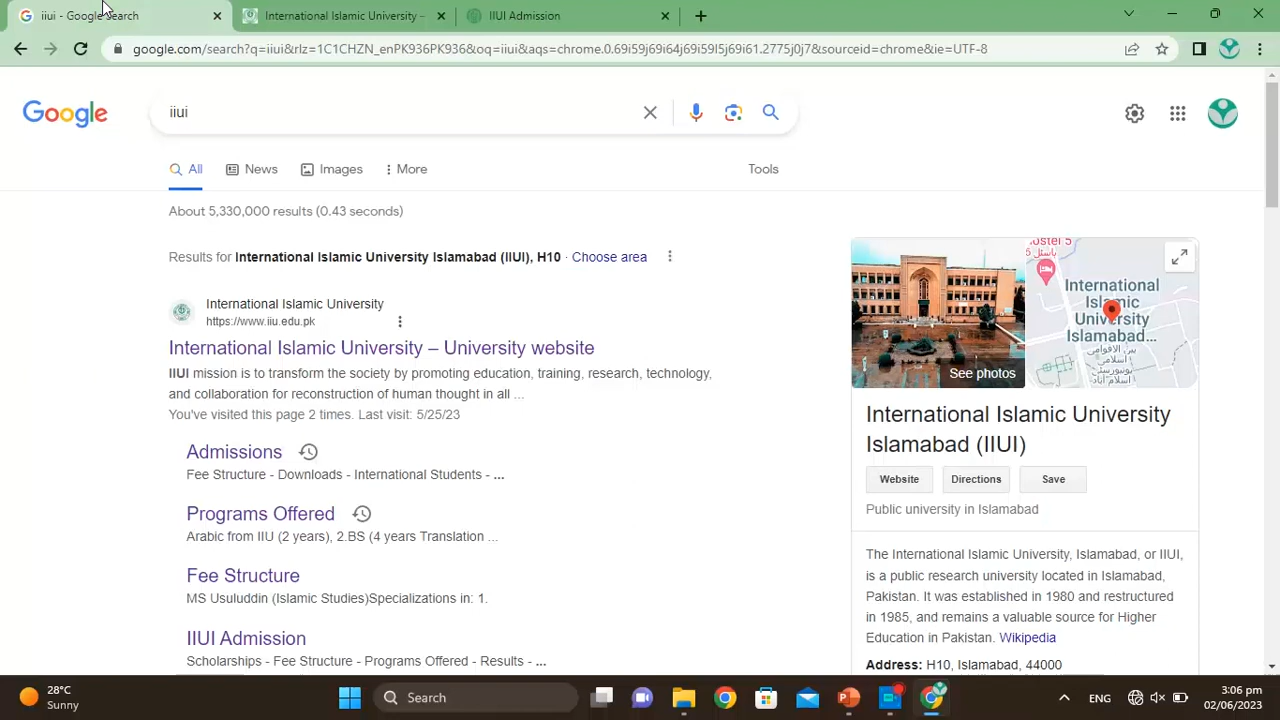 iiui - Google Search
International Islamic University –
IIUI Admission
google.com/search?q=iiui&rlz=1C1CHZN_enPK936PK936&oq=iiui&aqs=chrome.0.69i59j69i64j69i59l5j69i61.2775j0j7&sourceid=chrome&ie=UTF-8
Google
iiui
All
News
Images
More
Tools
About 5,330,000 results (0.43 seconds)
Results for International Islamic University Islamabad (IIUI), H10 · Choose area
International Islamic University
https://www.iiu.edu.pk
International Islamic University – University website
IIUI mission is to transform the society by promoting education, training, research, technology,
and collaboration for reconstruction of human thought in all ...
You've visited this page 2 times. Last visit: 5/25/23
Admissions
Fee Structure - Downloads - International Students - ...
Programs Offered
Arabic from IIU (2 years), 2.BS (4 years Translation ...
Fee Structure
MS Usuluddin (Islamic Studies)Specializations in: 1.
IIUI Admission
Scholarships - Fee Structure - Programs Offered - Results - ...
See photos
International
Islamic
University
Islamabad...
بين الاقوامی
یونیورسٹی
اسلام آباد
International Islamic University
Islamabad (IIUI)
Website
Directions
Save
Public university in Islamabad
The International Islamic University, Islamabad, or IIUI,
is a public research university located in Islamabad,
Pakistan. It was established in 1980 and restructured
in 1985, and remains a valuable source for Higher
Education in Pakistan. Wikipedia
Address: H10, Islamabad, 44000
28°C
Sunny
Search
ENG
3:06 pm
02/06/2023